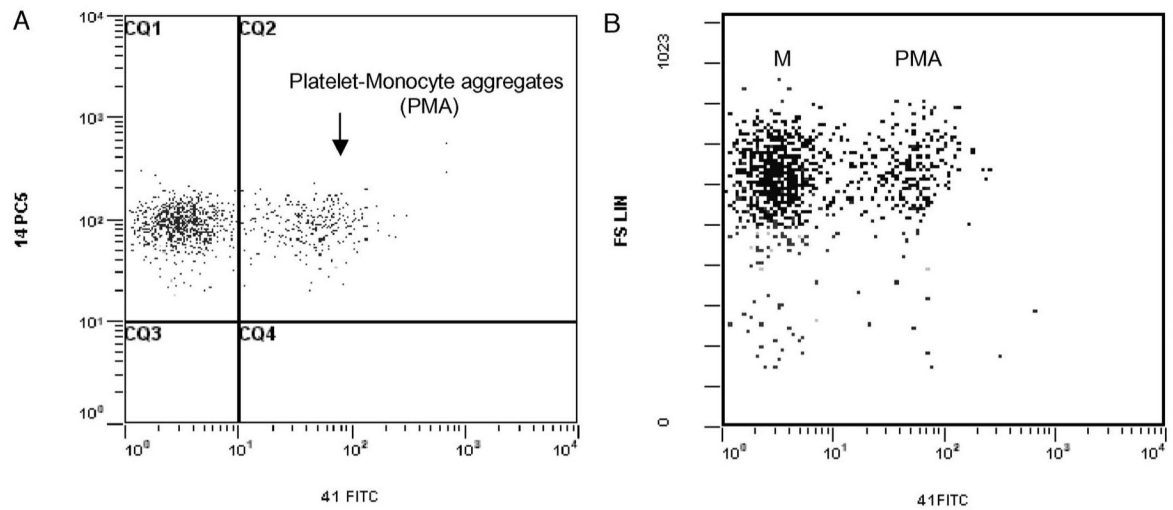 A
CQ1
CQ2
Platelet-Monocyte aggregates
(PMA)
CQ3
CQ4
10⁴
10³
10²
10¹
10⁰
14 PC5
10⁰ 10¹ 10² 10³ 10⁴
41 FITC
B
M
PMA
1023
FS LIN
0
10⁰ 10¹ 10² 10³ 10⁴
41FITC